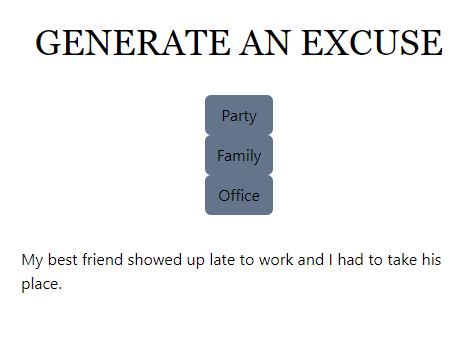 GENERATE AN EXCUSE
Party
Family
Office
My best friend showed up late to work and I had to take his
place.